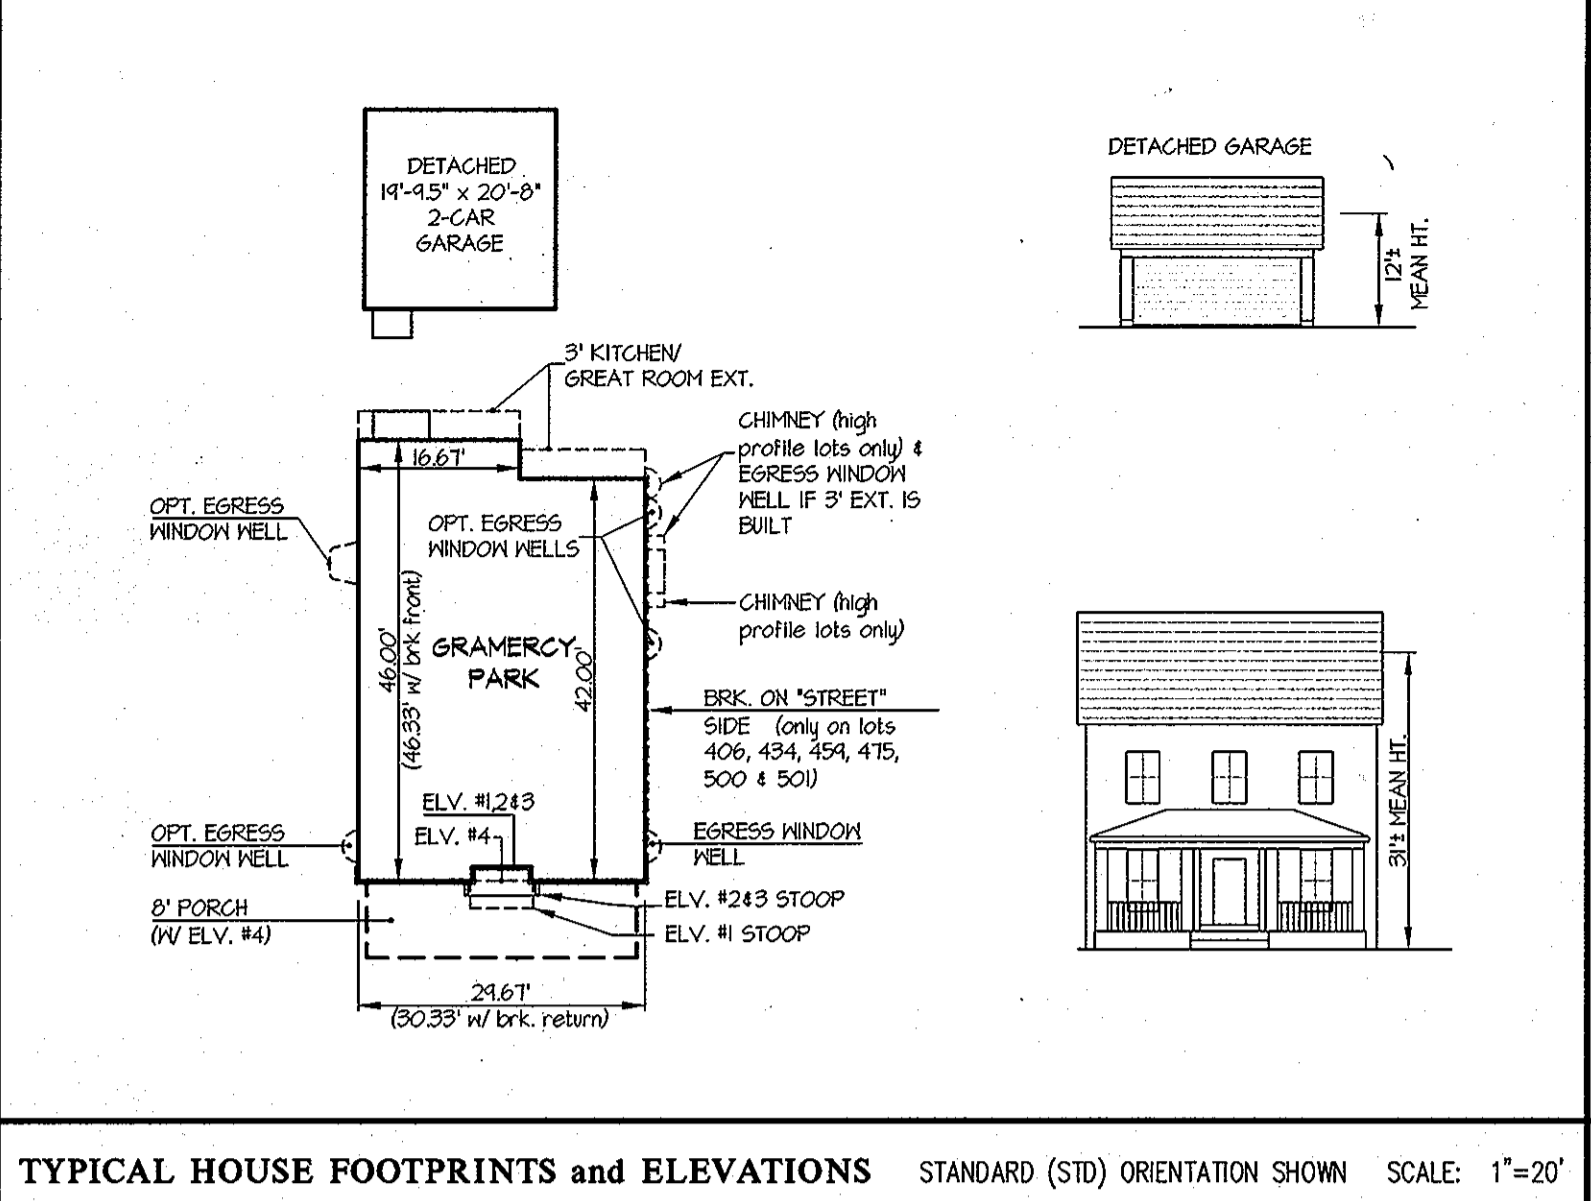 DETACHED
19'-9.5" x 20'-8"
2-CAR
GARAGE
DETACHED GARAGE
12'±
MEAN HT.
3' KITCHEN/
GREAT ROOM EXT.
16.67'
CHIMNEY (high
profile lots only) &
EGRESS WINDOW
WELL IF 3' EXT. IS
BUILT
OPT. EGRESS
WINDOW WELL
OPT. EGRESS
WINDOW WELLS
CHIMNEY (high
profile lots only)
46.00'
(46.33' w/ brk front)
GRAMERCY
PARK
42.00'
BRK. ON "STREET"
SIDE (only on lots
406, 434, 459, 475,
500 & 501)
31'± MEAN HT.
ELV. #1,2&3
ELV. #4
OPT. EGRESS
WINDOW WELL
EGRESS WINDOW
WELL
8' PORCH
(W/ ELV. #4)
ELV. #2&3 STOOP
ELV. #1 STOOP
29.67'
(30.33' w/ brk. return)
TYPICAL HOUSE FOOTPRINTS and ELEVATIONS STANDARD (STD) ORIENTATION SHOWN SCALE: 1"=20'